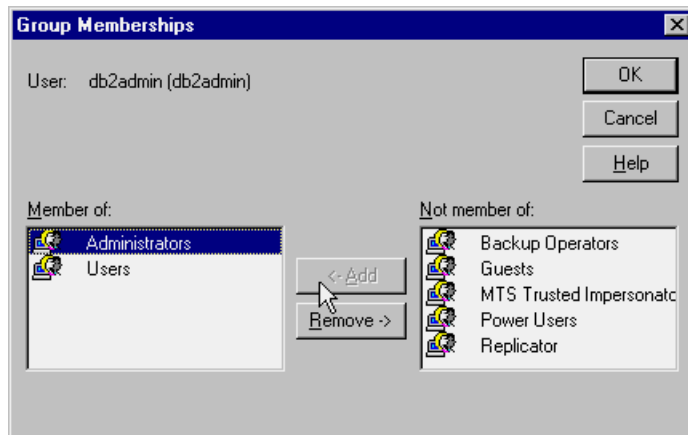 Group Memberships
User: db2admin (db2admin)
OK
Cancel
Help
Member of:
Administrators
Users
<- Add
Remove ->
Not member of:
Backup Operators
Guests
MTS Trusted Impersonatc
Power Users
Replicator